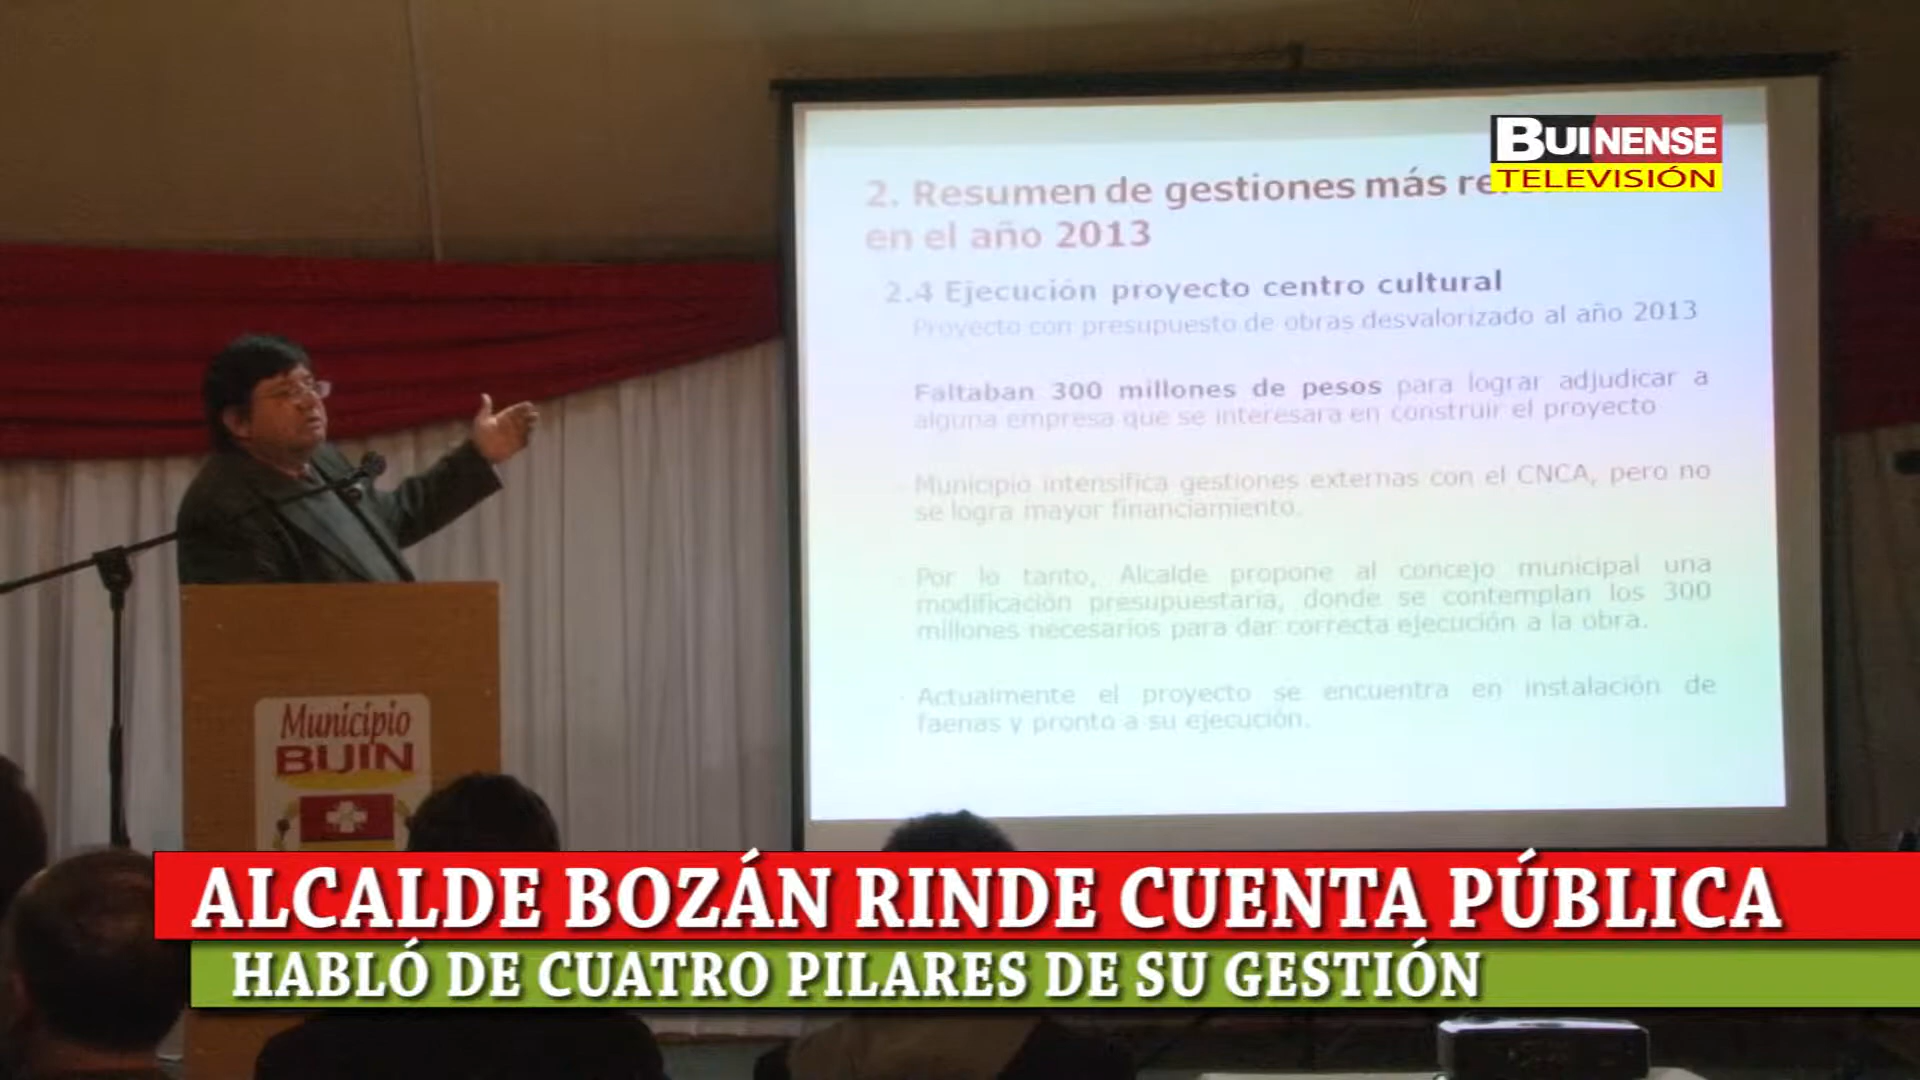 BUINENSE
TELEVISIÓN
2. Resumen de gestiones más
en el año 2013
2.4 Ejecución proyecto centro cultural
Proyecto con presupuesto de obras desvalorizado al año 2013
Faltaban 300 millones de pesos para lograr adjudicar a
alguna empresa que se interesara en construir el proyecto
Municipio intensifica gestiones externas con el CNCA, pero no
se logra mayor financiamiento.
Por lo tanto, Alcalde propone al concejo municipal una
modificación presupuestaria, donde se contemplan los 300
millones necesarios para dar correcta ejecución a la obra.
Actualmente el proyecto se encuentra en instalación de
faenas y pronto a su ejecución.
Municipio
BUIN
ALCALDE BOZÁN RINDE CUENTA PÚBLICA
HABLÓ DE CUATRO PILARES DE SU GESTIÓN